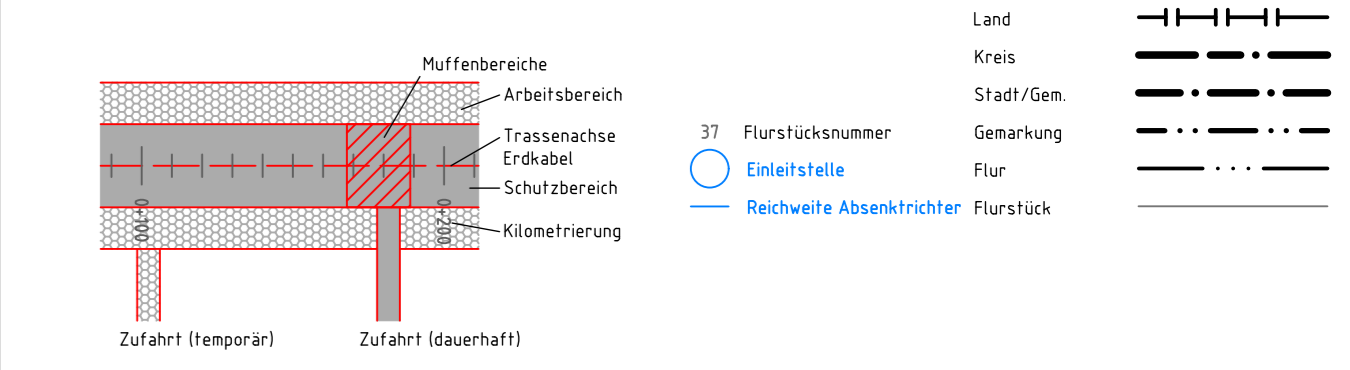 Muffenbereiche
Arbeitsbereich
Trassenachse
Erdkabel
Schutzbereich
0+100
0+200
Kilometrierung
Zufahrt (temporär)
Zufahrt (dauerhaft)
37 Flurstücksnummer
Einleitstelle
Reichweite Absenktrichter
Land
Kreis
Stadt/Gem.
Gemarkung
Flur
Flurstück